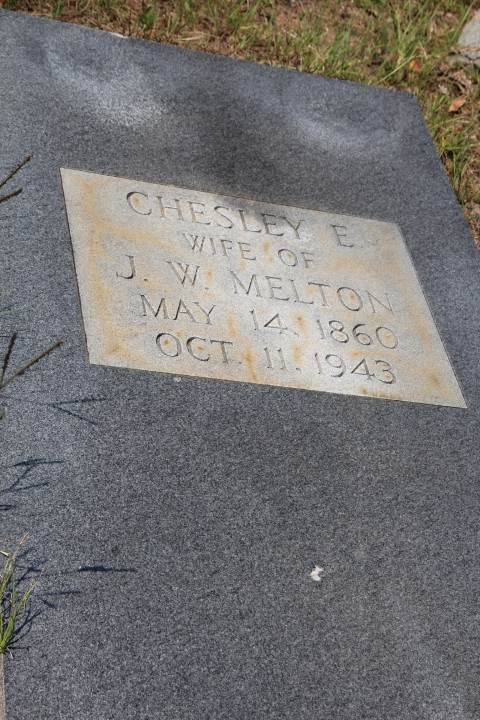 CHESLEY E.
WIFE OF
J. W. MELTON
MAY 14, 1860
OCT. 11, 1943